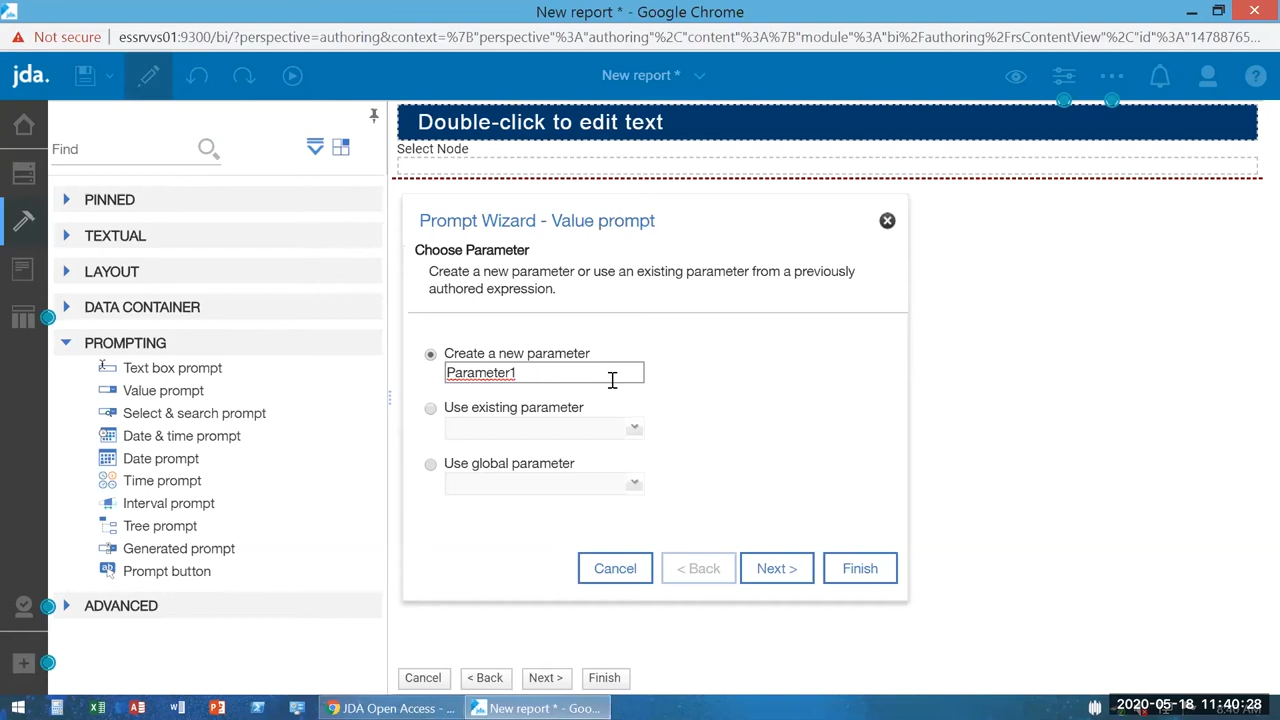 New report * - Google Chrome
Not secure essrvvs01:9300/bi/?perspective=authoring&context=%7B"perspective"%3A"authoring"%2C"content"%3A%7B"module"%3A"bi%2Fauthoring%2FrsContentView"%2C"id"%3A"14788765...
jda.
New report *
Find
PINNED
TEXTUAL
LAYOUT
DATA CONTAINER
PROMPTING
Text box prompt
Value prompt
Select & search prompt
Date & time prompt
Date prompt
Time prompt
Interval prompt
Tree prompt
Generated prompt
Prompt button
ADVANCED
Double-click to edit text
Select Node
Prompt Wizard - Value prompt
Choose Parameter
Create a new parameter or use an existing parameter from a previously
authored expression.
Create a new parameter
Parameter1
Use existing parameter
Use global parameter
Cancel < Back Next > Finish
Cancel < Back Next > Finish
JDA Open Access - ... New report * - Goo...
2020-05-18 11:40:28